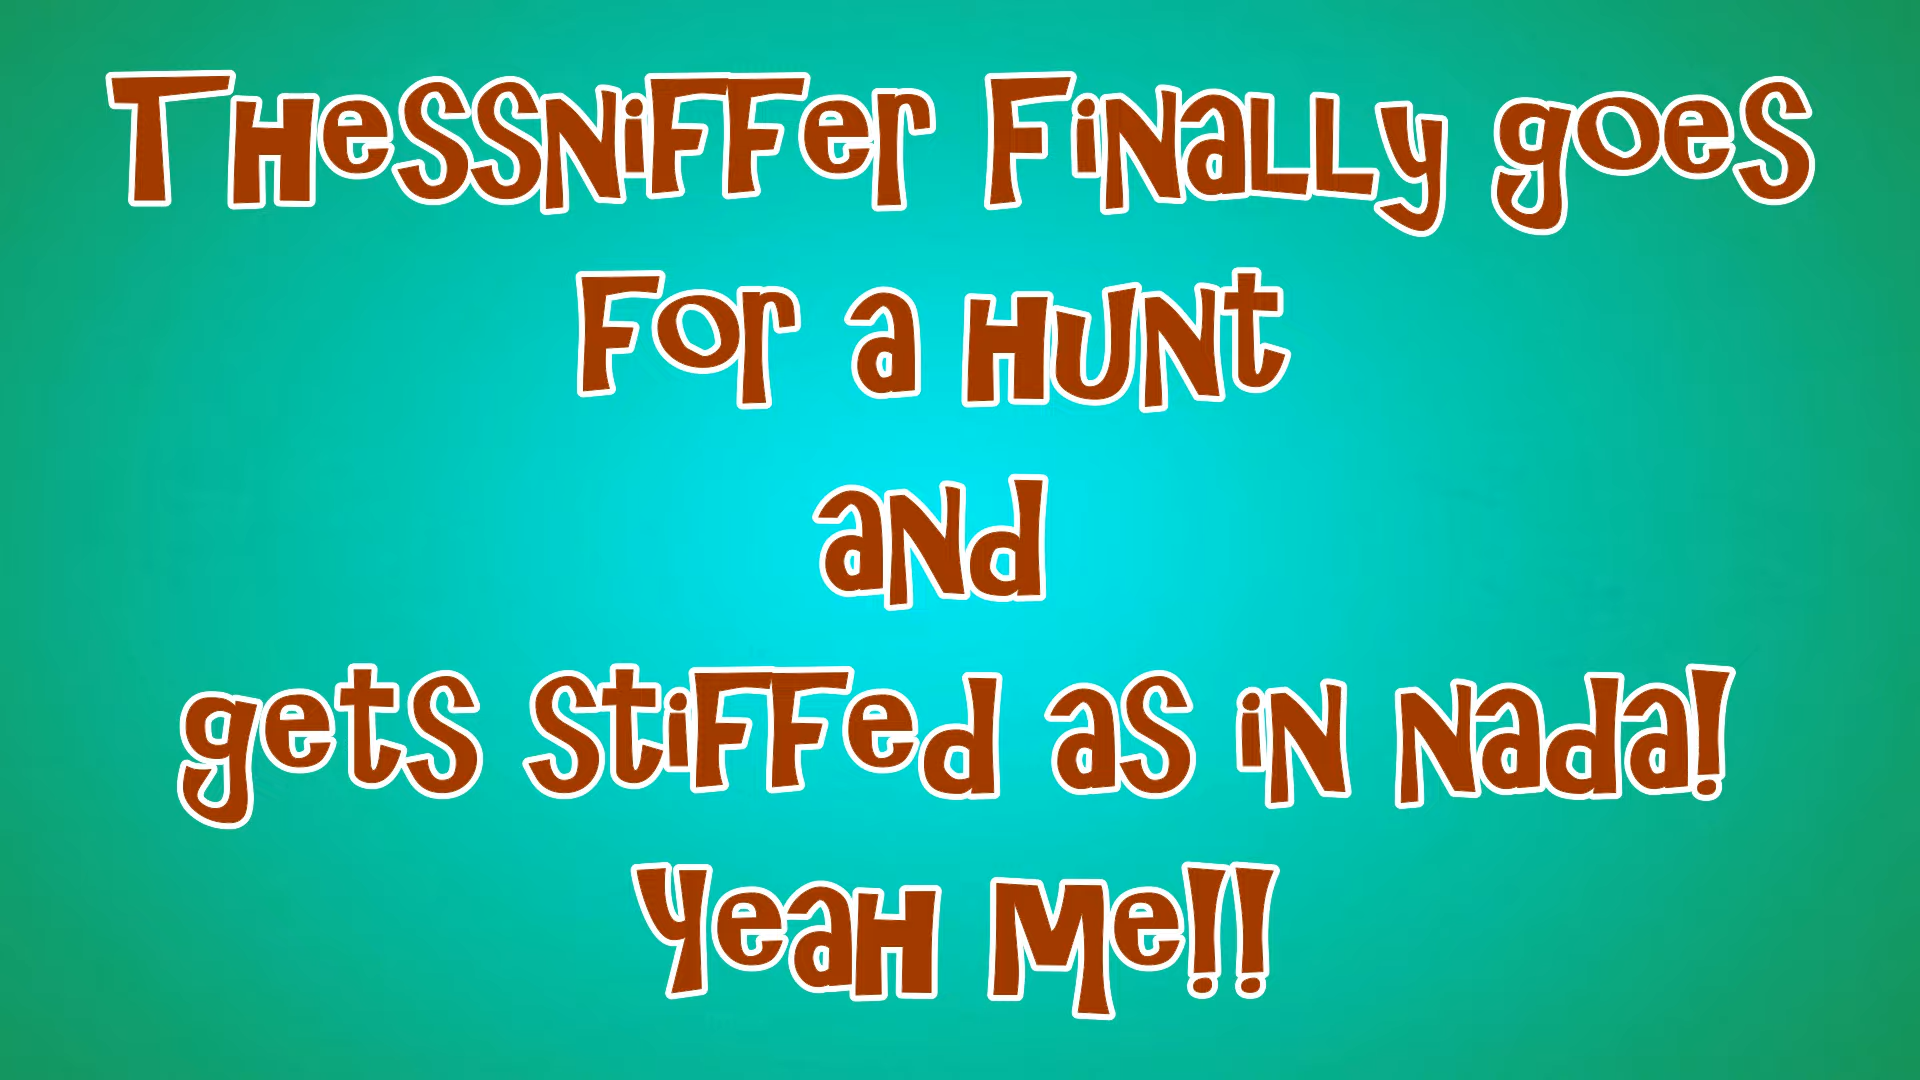 Thessniffer Finally goes
For a Hunt
and
gets stiffed as in Nada!
Yeah Me!!